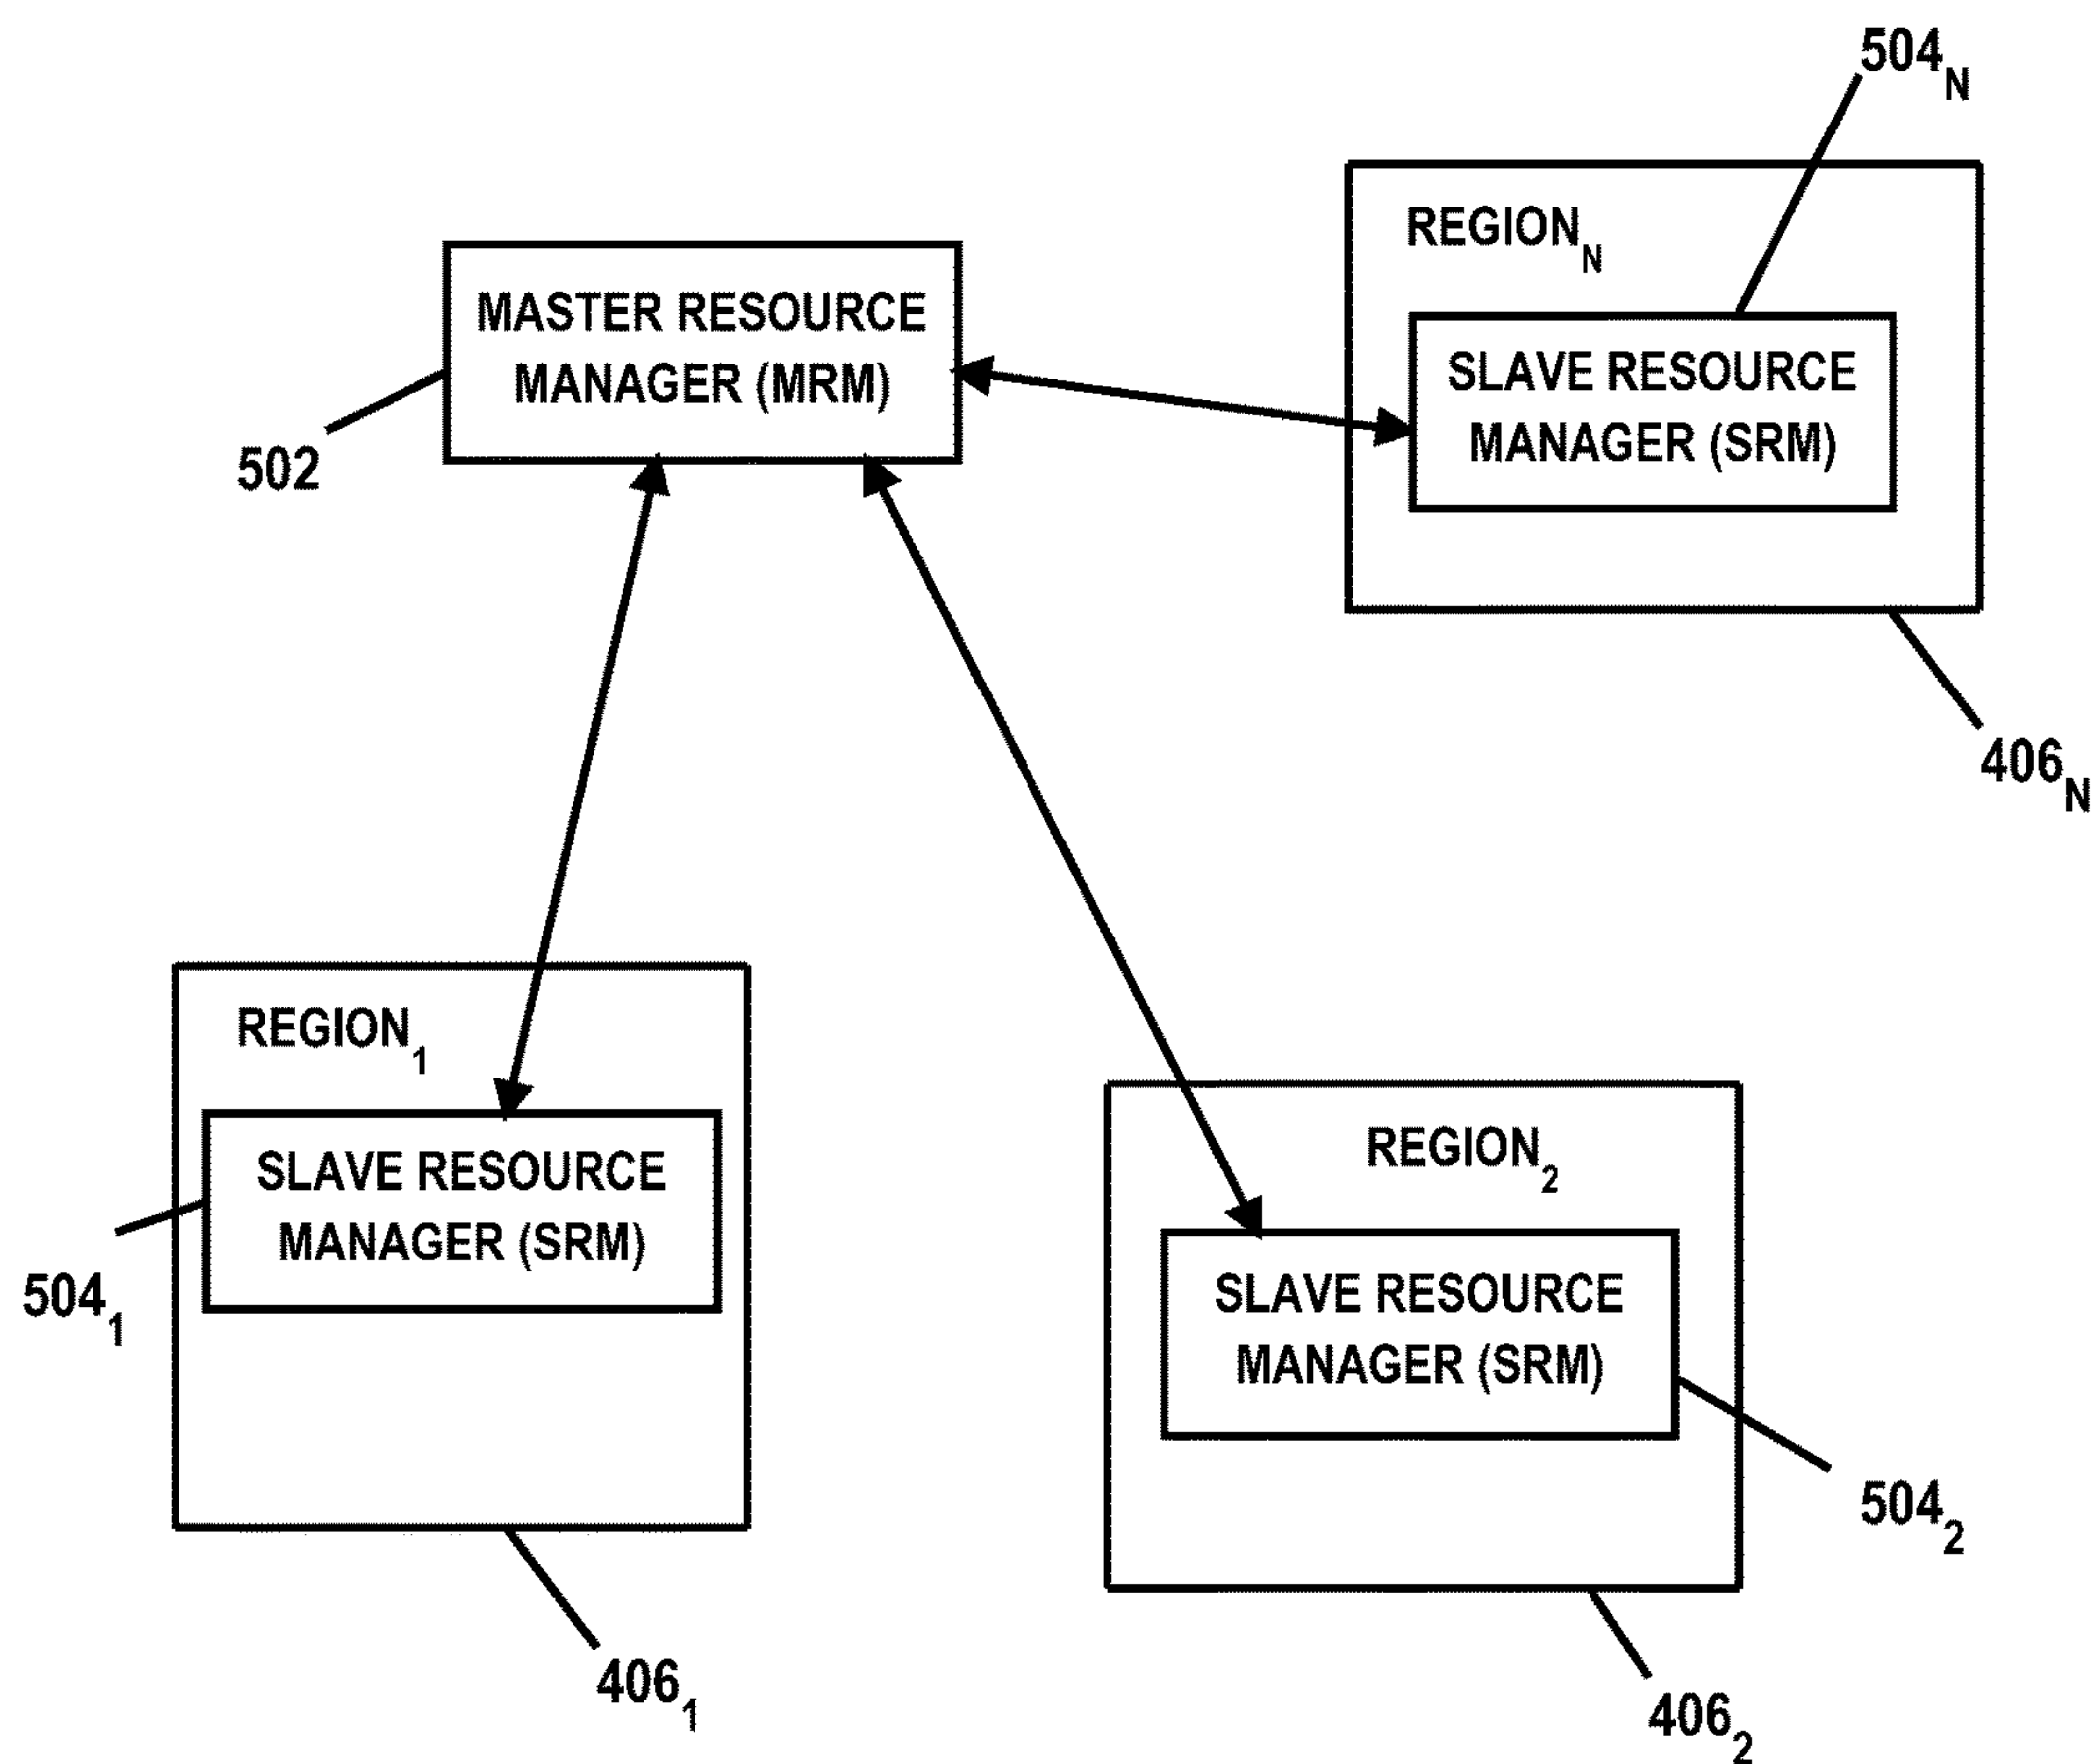 504N
REGIONN
MASTER RESOURCE
MANAGER (MRM)
SLAVE RESOURCE
MANAGER (SRM)
502
406N
REGION1
SLAVE RESOURCE
MANAGER (SRM)
5041
REGION2
SLAVE RESOURCE
MANAGER (SRM)
5042
4061
4062